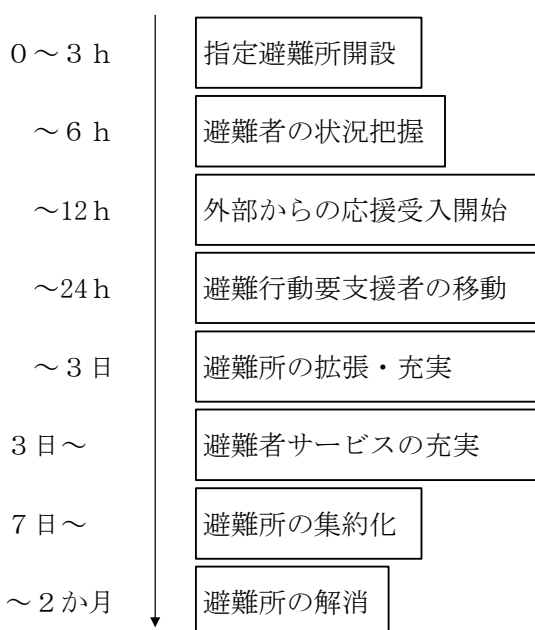 ０～３ｈ 指定避難所開設
～６ｈ 避難者の状況把握
～12ｈ 外部からの応援受入開始
～24ｈ 避難行動要支援者の移動
～３日 避難所の拡張・充実
３日～ 避難者サービスの充実
７日～ 避難所の集約化
～２か月 避難所の解消